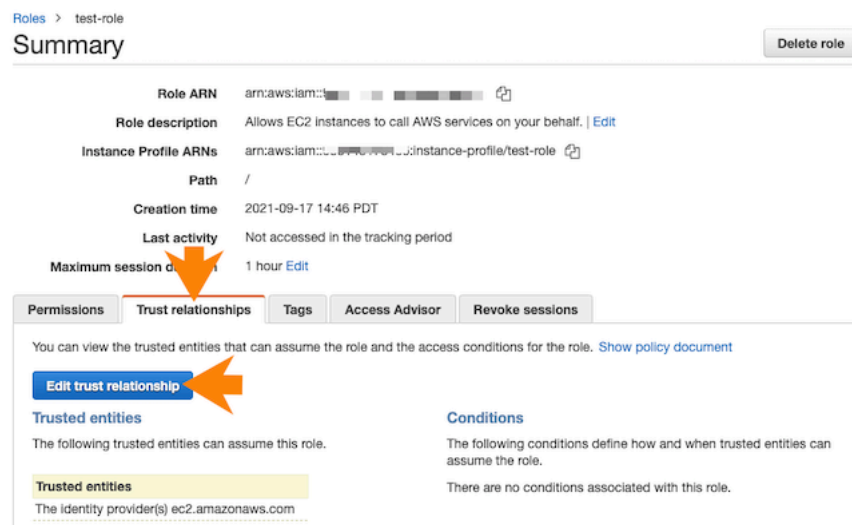 Roles > test-role
Summary
Delete role
Role ARN arn:aws:iam::
Role description Allows EC2 instances to call AWS services on your behalf. | Edit
Instance Profile ARNs arn:aws:iam:: :instance-profile/test-role
Path /
Creation time 2021-09-17 14:46 PDT
Last activity Not accessed in the tracking period
Maximum session 1 hour Edit
Permissions Trust relationships Tags Access Advisor Revoke sessions
You can view the trusted entities that can assume the role and the access conditions for the role. Show policy document
Edit trust relationship
Trusted entities
The following trusted entities can assume this role.
Trusted entities
The identity provider(s) ec2.amazonaws.com
Conditions
The following conditions define how and when trusted entities can
assume the role.
There are no conditions associated with this role.